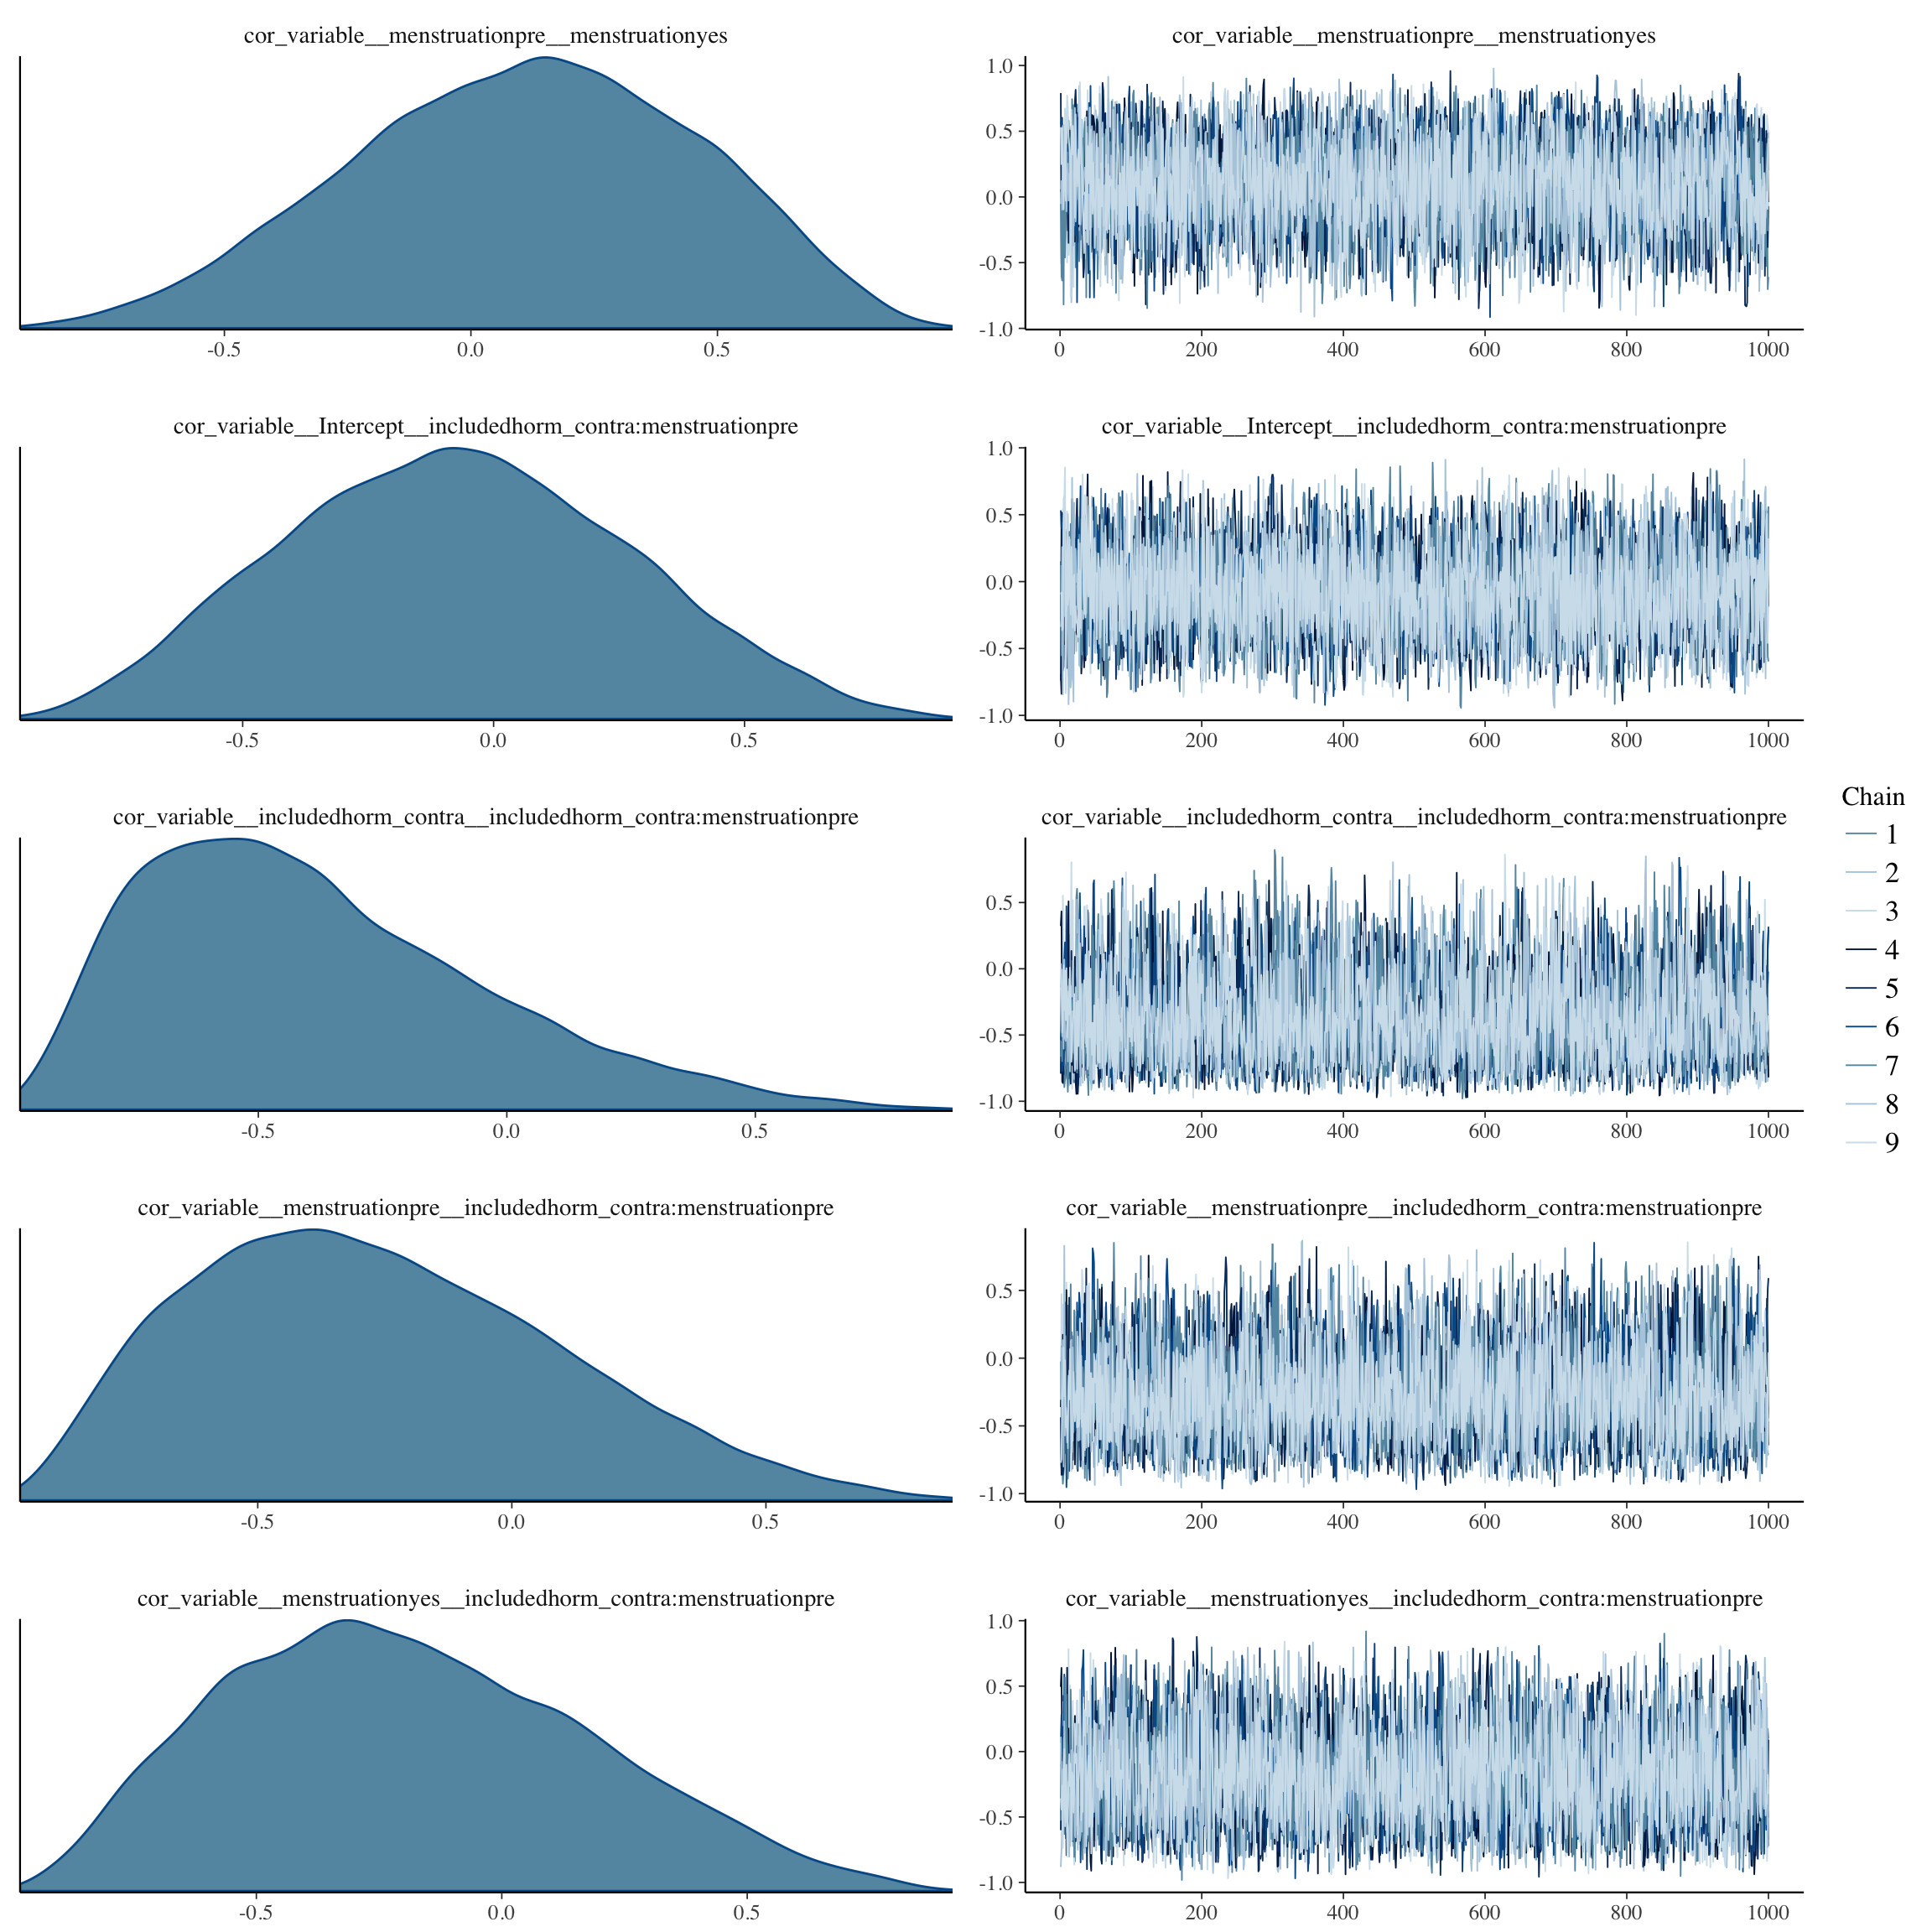 cor_variable__menstruationpre__menstruationyes
cor_variable__menstruationpre__menstruationyes
1.0
0.5
0.0
-0.5
-1.0
-0.5 0.0 0.5
0 200 400 600 800 1000
cor_variable__Intercept__includedhorm_contra:menstruationpre
cor_variable__Intercept__includedhorm_contra:menstruationpre
1.0
0.5
0.0
-0.5
-1.0
-0.5 0.0 0.5
0 200 400 600 800 1000
cor_variable__includedhorm_contra__includedhorm_contra:menstruationpre
cor_variable__includedhorm_contra__includedhorm_contra:menstruationpre
0.5
0.0
-0.5
-1.0
-0.5 0.0 0.5
0 200 400 600 800 1000
Chain
1
2
3
4
5
6
7
8
9
cor_variable__menstruationpre__includedhorm_contra:menstruationpre
cor_variable__menstruationpre__includedhorm_contra:menstruationpre
0.5
0.0
-0.5
-1.0
-0.5 0.0 0.5
0 200 400 600 800 1000
cor_variable__menstruationyes__includedhorm_contra:menstruationpre
cor_variable__menstruationyes__includedhorm_contra:menstruationpre
1.0
0.5
0.0
-0.5
-1.0
-0.5 0.0 0.5
0 200 400 600 800 1000